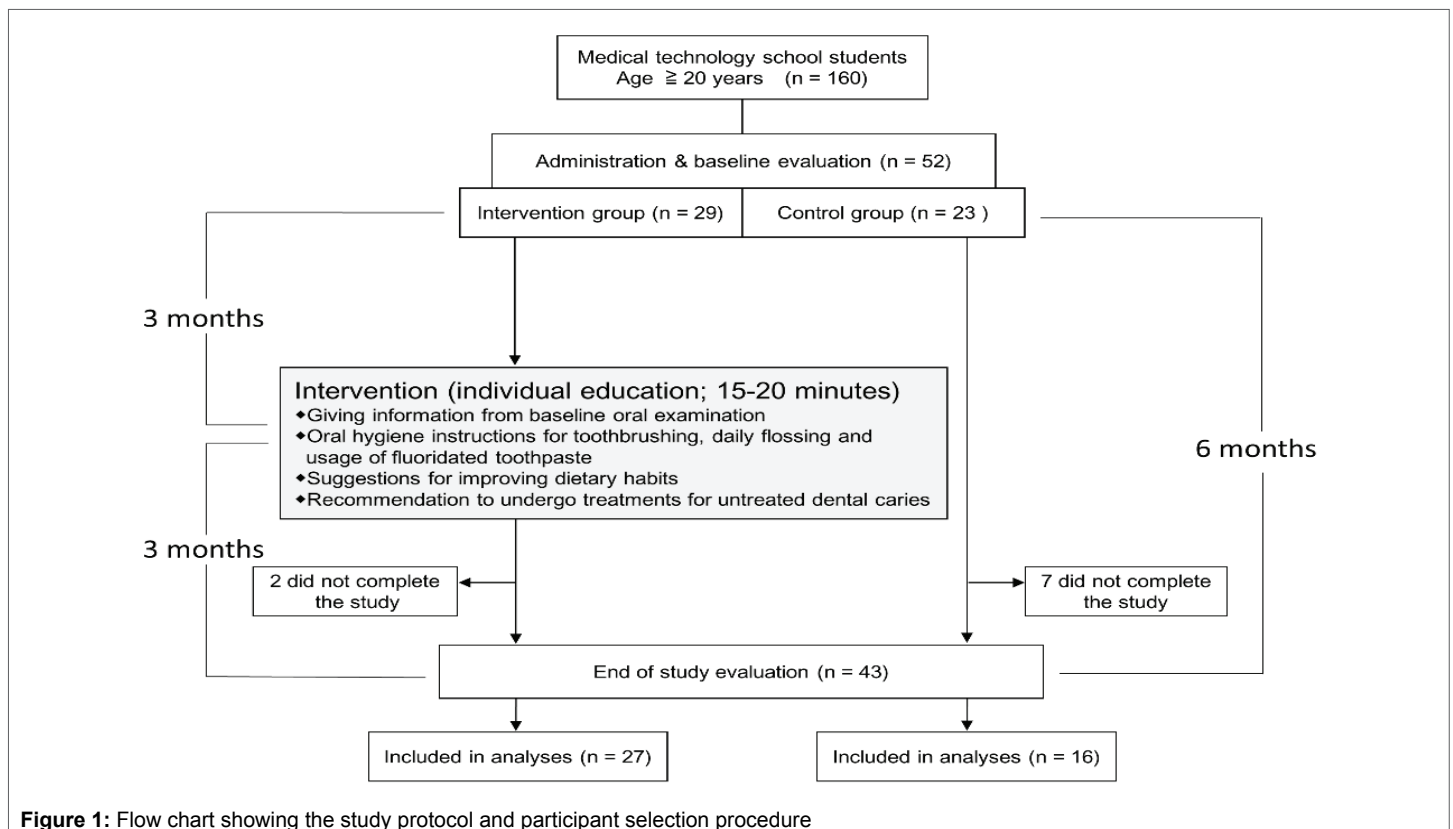 Medical technology school students
Age ≧ 20 years (n = 160)
Administration & baseline evaluation (n = 52)
Intervention group (n = 29)
Control group (n = 23 )
3 months
Intervention (individual education; 15-20 minutes)
◆Giving information from baseline oral examination
◆Oral hygiene instructions for toothbrushing, daily flossing and
usage of fluoridated toothpaste
◆Suggestions for improving dietary habits
◆Recommendation to undergo treatments for untreated dental caries
6 months
3 months
2 did not complete
the study
7 did not complete
the study
End of study evaluation (n = 43)
Included in analyses (n = 27)
Included in analyses (n = 16)
Figure 1: Flow chart showing the study protocol and participant selection procedure